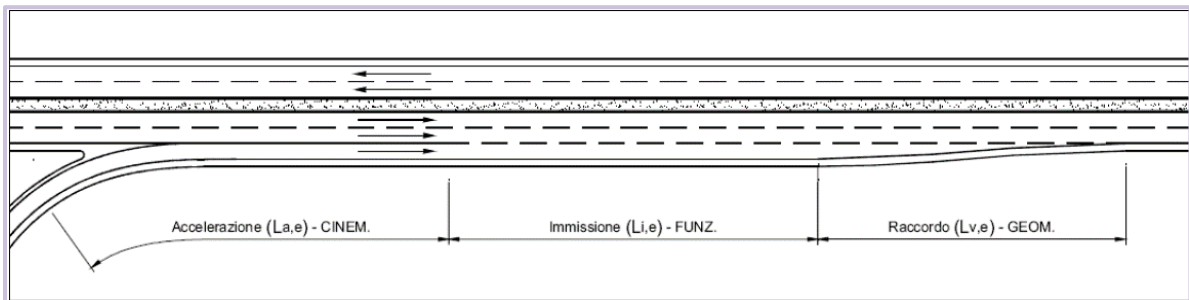 Accelerazione (La,e) - CINEM.
Immissione (Li,e) - FUNZ.
Raccordo (Lv,e) - GEOM.